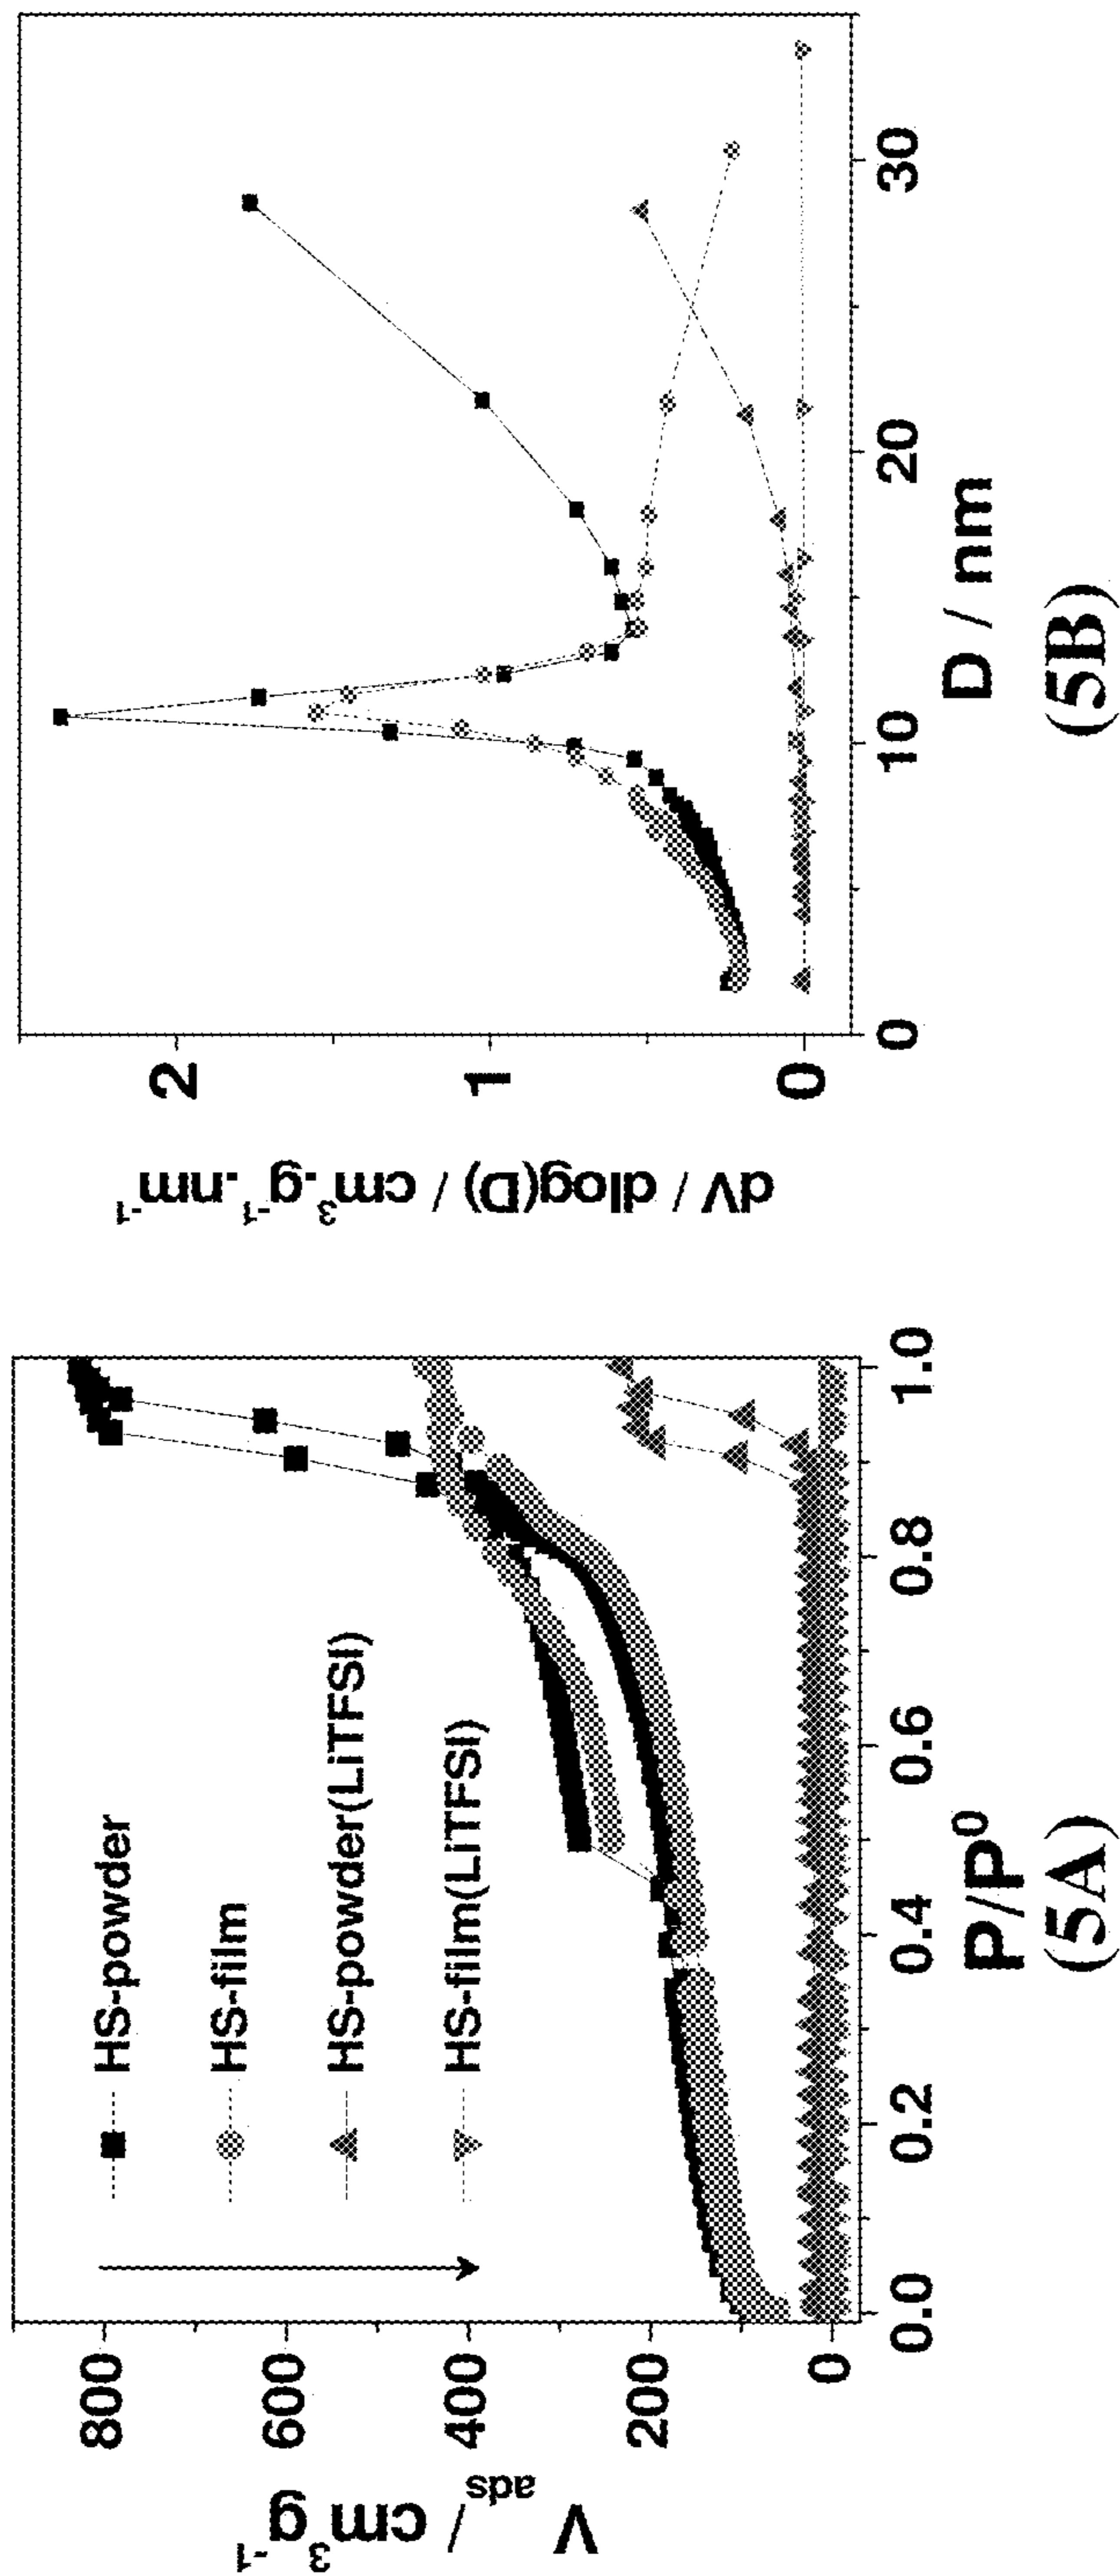 V_ads / cm³ g⁻¹
800
600
400
200
0
HS-powder
HS-film
HS-powder(LiTFSI)
HS-film(LiTFSI)
0.0 0.2 0.4 0.6 0.8 1.0
P/P⁰
(5A)
dV / dlog(D) / cm³.g⁻¹.nm⁻¹
2
1
0
0 10 20 30
D / nm
(5B)